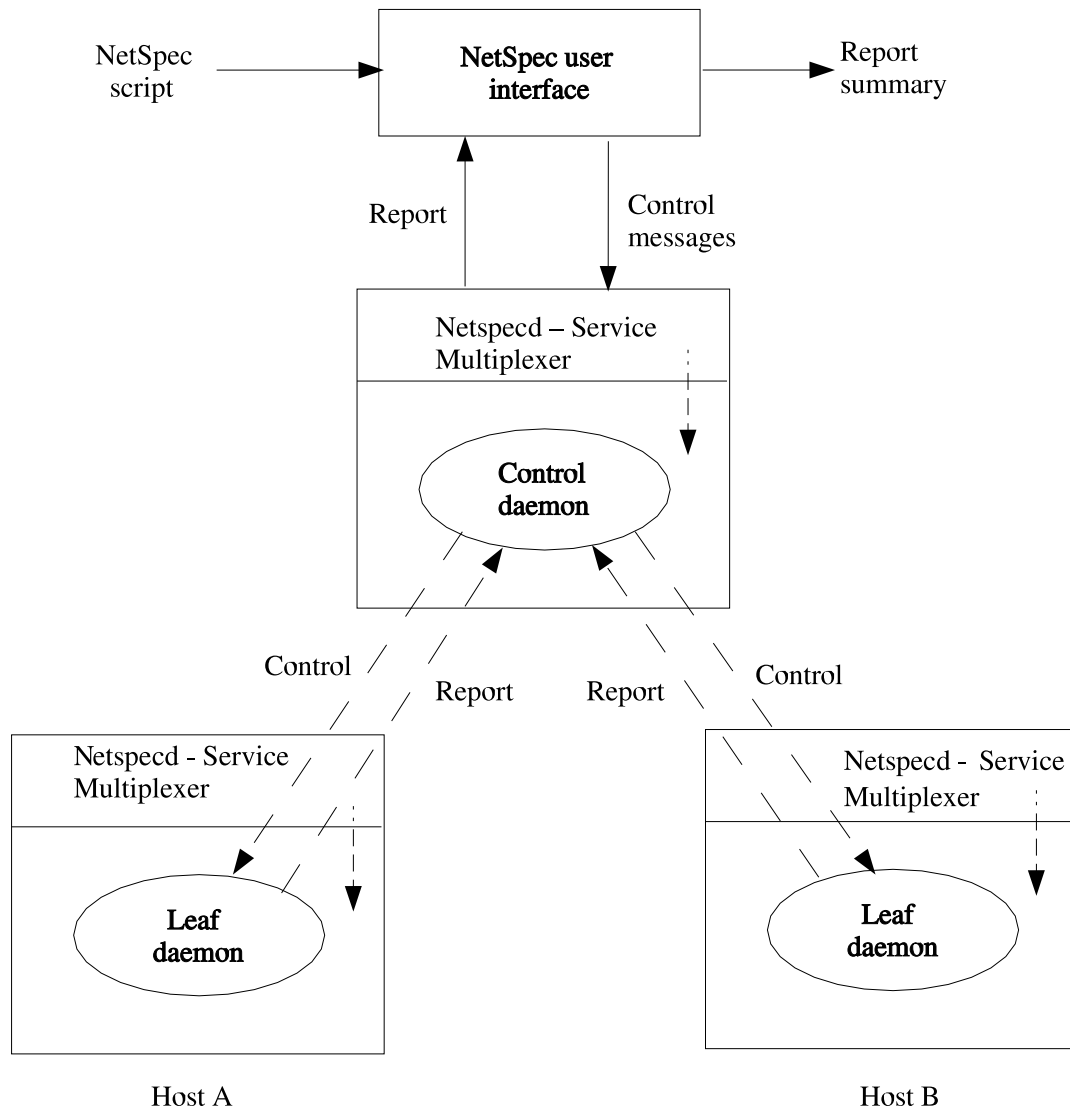 NetSpec
script
NetSpec user
interface
Report
summary
Report
Control
messages
Netspecd – Service
Multiplexer
Control
daemon
Control
Report
Report
Control
Netspecd - Service
Multiplexer
Netspecd - Service
Multiplexer
Leaf
daemon
Leaf
daemon
Host A
Host B